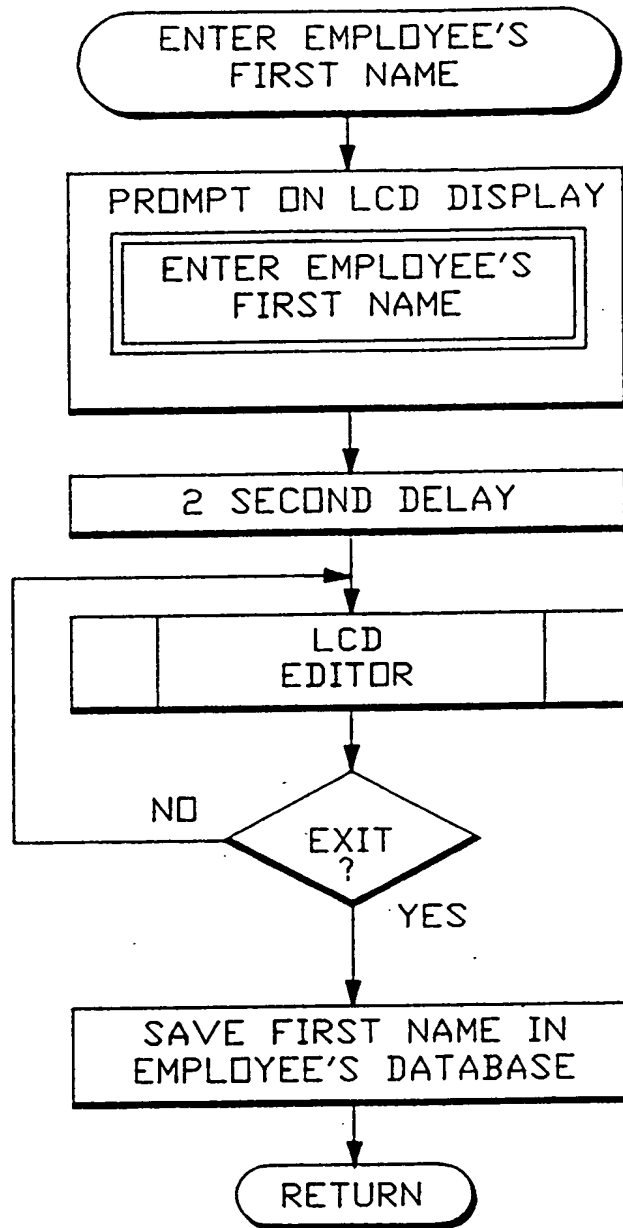 ENTER EMPLOYEE'S
FIRST NAME
PROMPT ON LCD DISPLAY
ENTER EMPLOYEE'S
FIRST NAME
2 SECOND DELAY
LCD
EDITOR
NO
EXIT
?
YES
SAVE FIRST NAME IN
EMPLOYEE'S DATABASE
RETURN